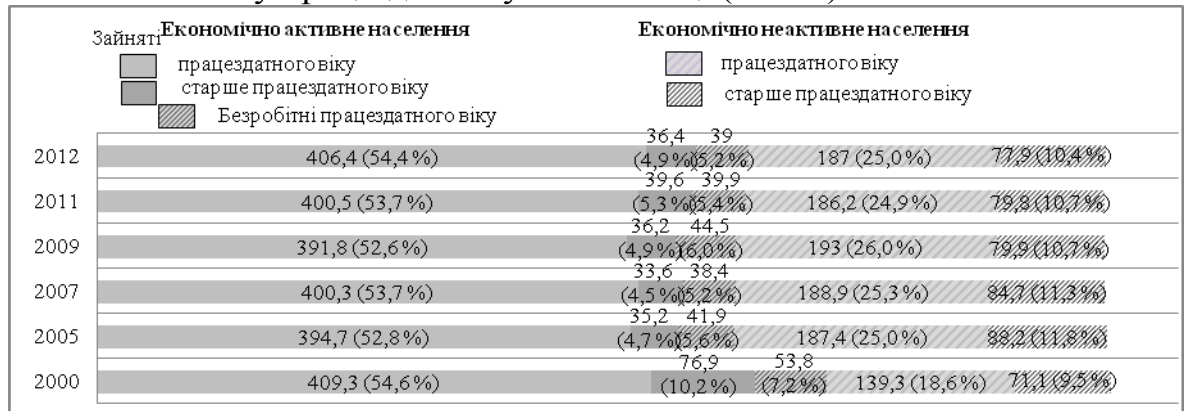 Економічно активне населення Економічно неактивне населення
Зайняті
працездатного віку працездатного віку
старше працездатного віку старше працездатного віку
Безробітні працездатного віку
36,4 39
2012 406,4 (54,4%) (4,9%) (5,2%) 187 (25,0%) 77,9 (10,4%)
39,6 39,9
2011 400,5 (53,7%) (5,3%) (5,4%) 186,2 (24,9%) 79,8 (10,7%)
36,2 44,5
2009 391,8 (52,6%) (4,9%) (6,0%) 193 (26,0%) 79,9 (10,7%)
33,6 38,4
2007 400,3 (53,7%) (4,5%) (5,2%) 188,9 (25,3%) 84,7 (11,3%)
35,2 41,9
2005 394,7 (52,8%) (4,7%) (5,6%) 187,4 (25,0%) 88,2 (11,8%)
76,9 53,8
2000 409,3 (54,6%) (10,2%) (7,2%) 139,3 (18,6%) 71,1 (9,5%)